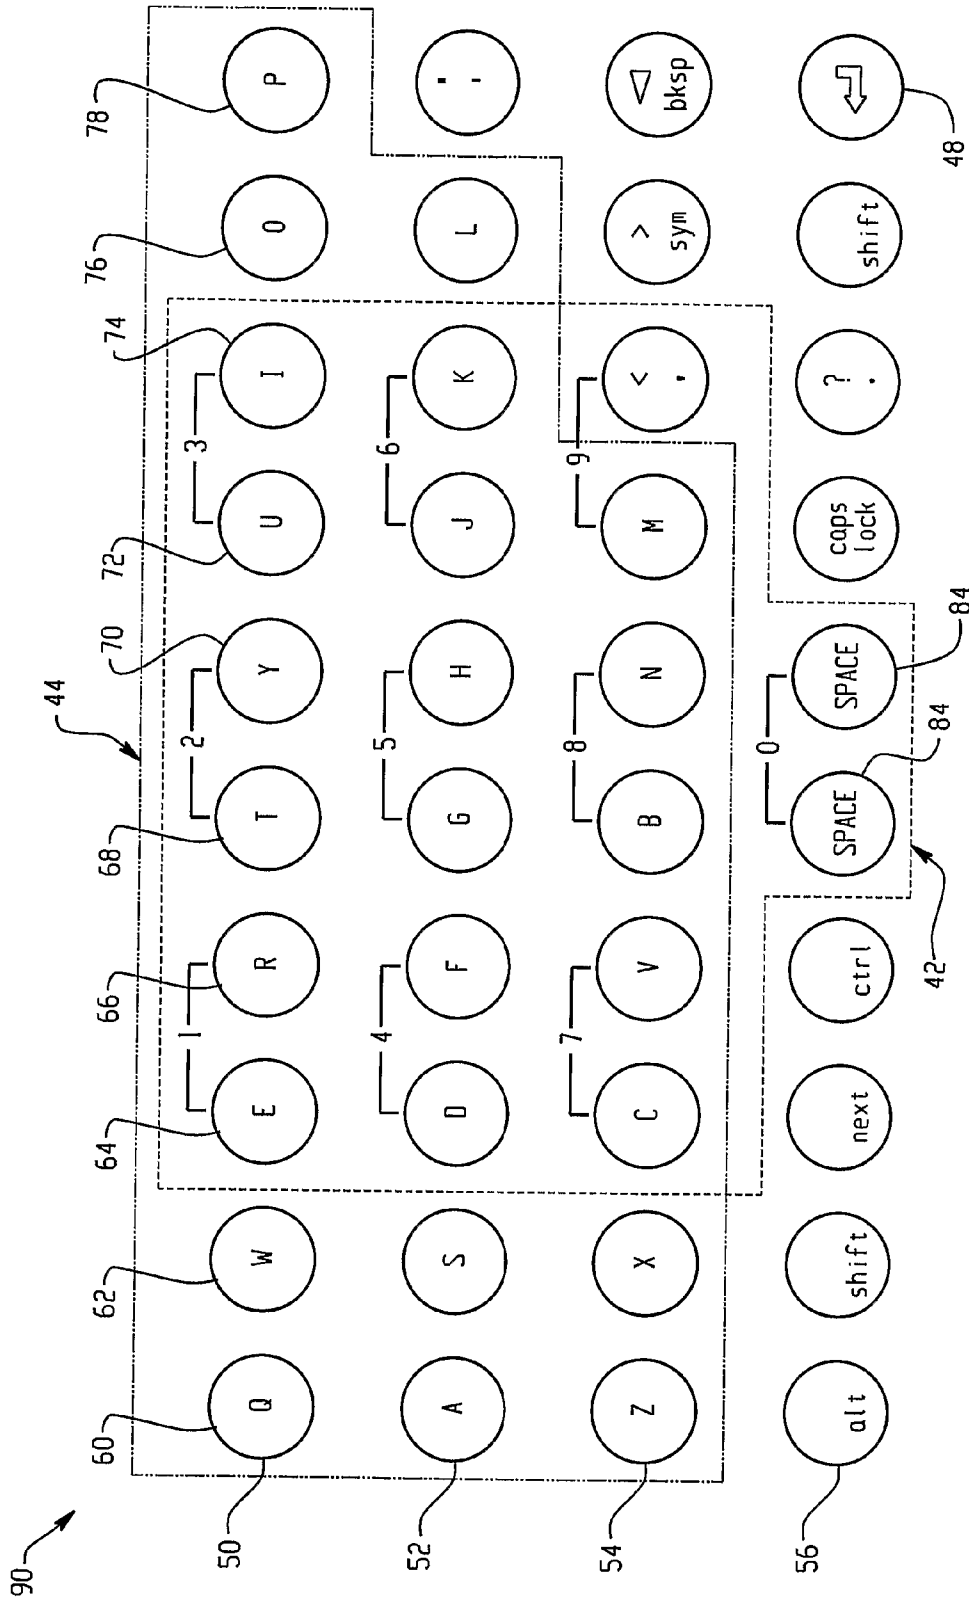 90
44
60 62 64 66 68 70 72 74 76 78
1 2 3
50 Q W E R T Y U I O P
4 5 6
52 A S D F G H J K L ' ;
7 8 9
54 Z X C V B N M < , > sym bksp
0
56 alt shift next ctrl SPACE SPACE caps lock ? . shift
42 84 84 48